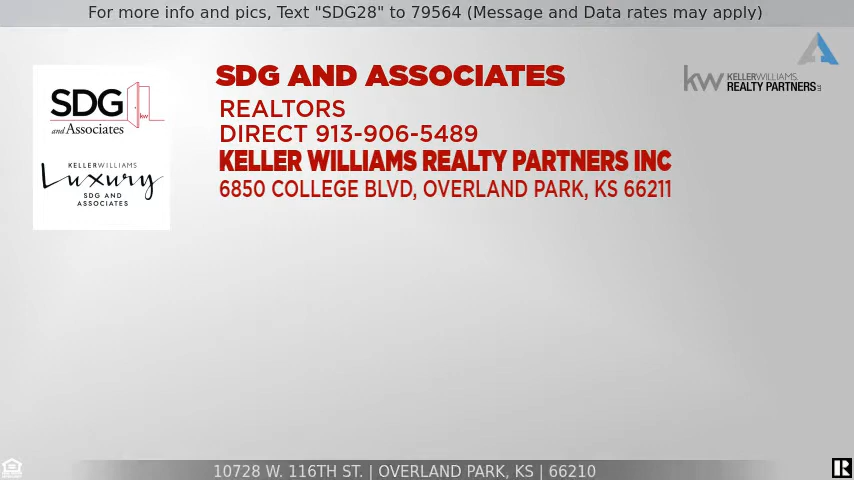 For more info and pics, Text "SDG28" to 79564 (Message and Data rates may apply)
SDG AND ASSOCIATES
REALTORS
DIRECT 913-906-5489
KELLER WILLIAMS REALTY PARTNERS INC
6850 COLLEGE BLVD, OVERLAND PARK, KS 66211
SDG
kw
and Associates
KELLERWILLIAMS
Luxury
SDG AND
ASSOCIATES
kw KELLERWILLIAMS.
REALTY PARTNERS
10728 W. 116TH ST. | OVERLAND PARK, KS | 66210